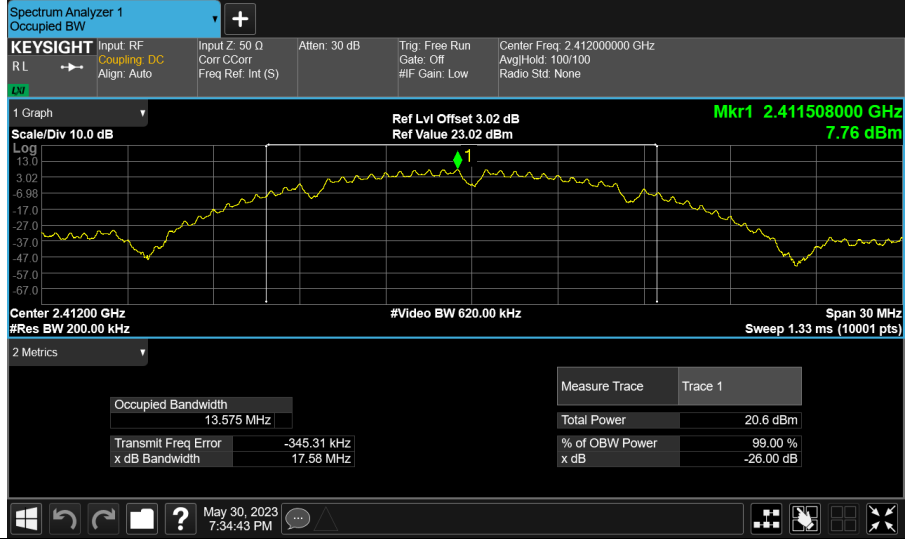 Spectrum Analyzer 1
Occupied BW
+
KEYSIGHT Input: RF Input Z: 50 Ω Atten: 30 dB Trig: Free Run Center Freq: 2.412000000 GHz
RL Coupling: DC Corr CCorr Gate: Off Avg|Hold: 100/100
Align: Auto Freq Ref: Int (S) #IF Gain: Low Radio Std: None
LXI
1 Graph Ref Lvl Offset 3.02 dB Mkr1 2.411508000 GHz
Scale/Div 10.0 dB Ref Value 23.02 dBm 7.76 dBm
Log
1
13.0
3.02
-6.98
-17.0
-27.0
-37.0
-47.0
-57.0
-67.0
Center 2.41200 GHz #Video BW 620.00 kHz Span 30 MHz
#Res BW 200.00 kHz Sweep 1.33 ms (10001 pts)
2 Metrics
Measure Trace Trace 1
Occupied Bandwidth
13.575 MHz Total Power 20.6 dBm
Transmit Freq Error -345.31 kHz % of OBW Power 99.00 %
x dB Bandwidth 17.58 MHz x dB -26.00 dB
? May 30, 2023
7:34:43 PM